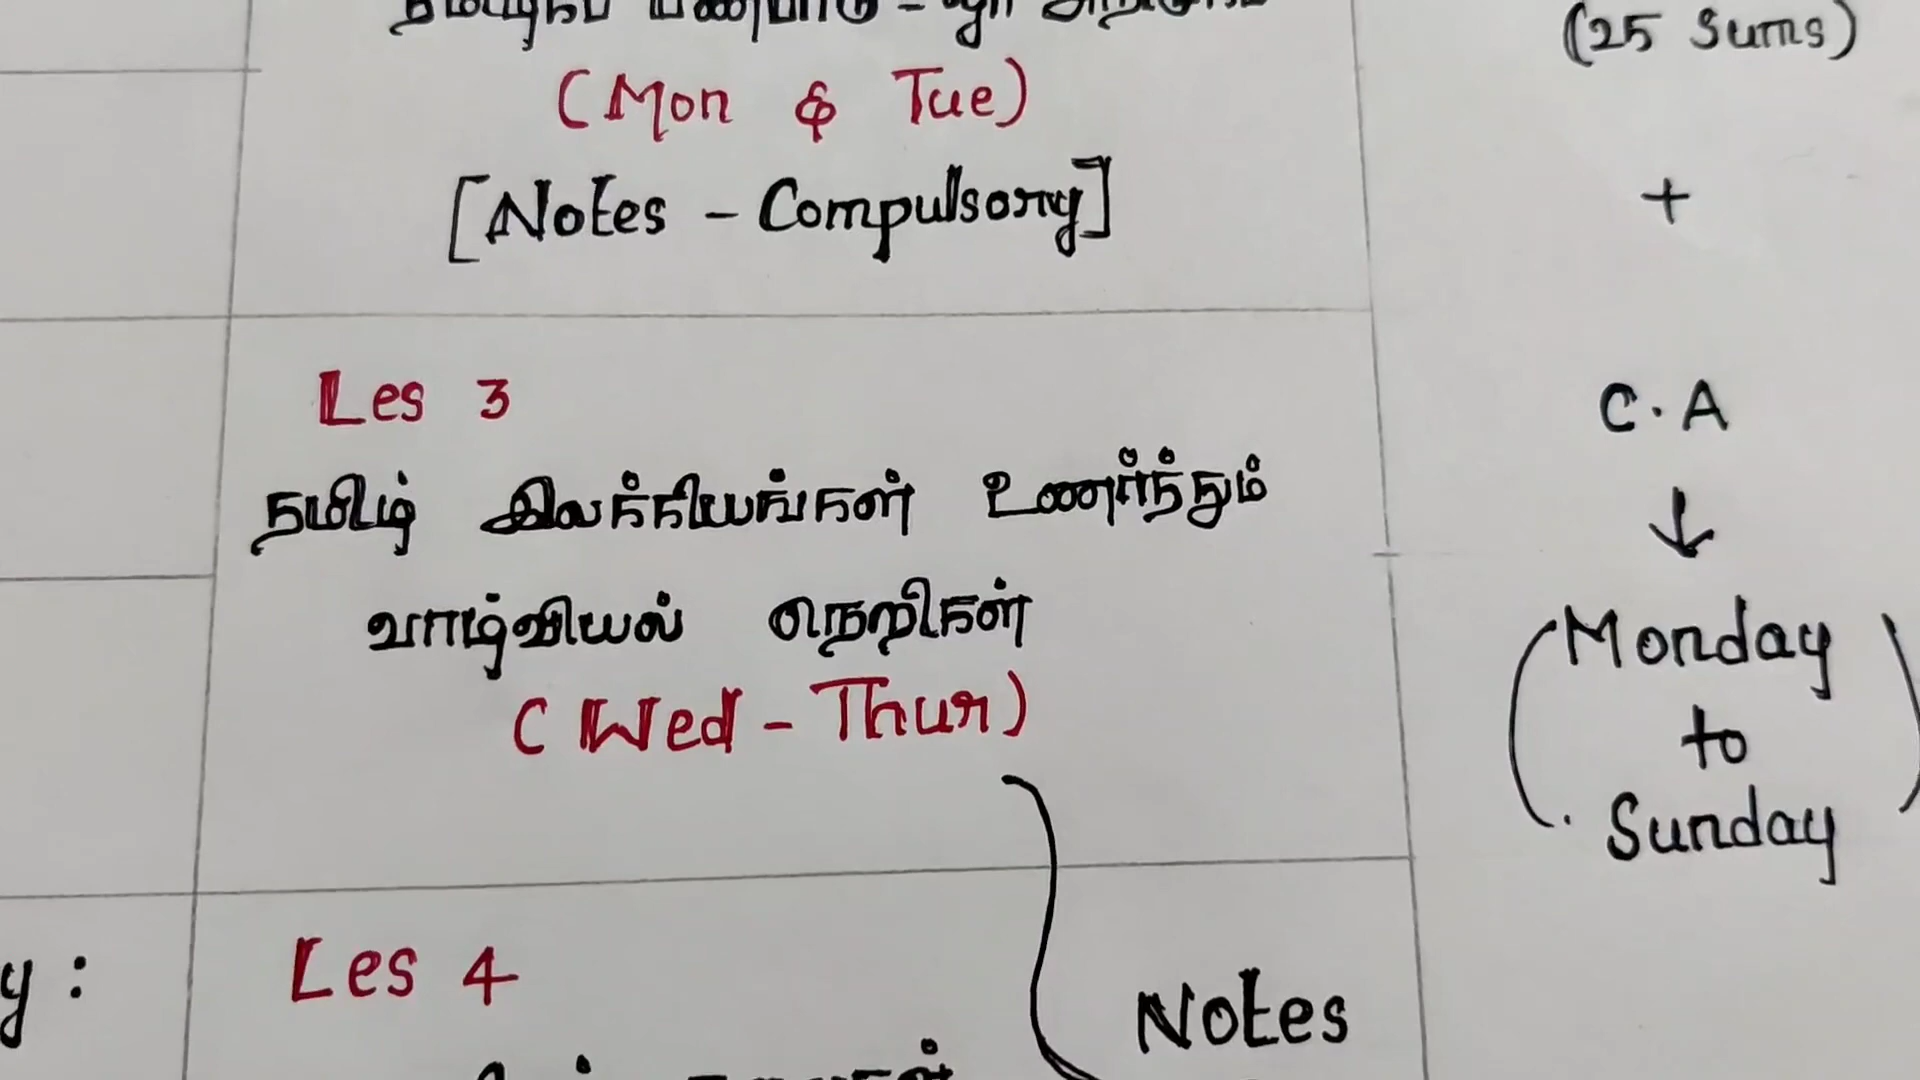 (Mon & Tue)
[Notes - Compulsory]
Les 3
தமிழ் இலக்கியங்கள் உணர்த்தும்
வாழ்வியல் நெறிகள்
(Wed - Thur)
Les 4
Notes
y :
(25 Sums)
+
C.A
↓
(Monday
to
Sunday)